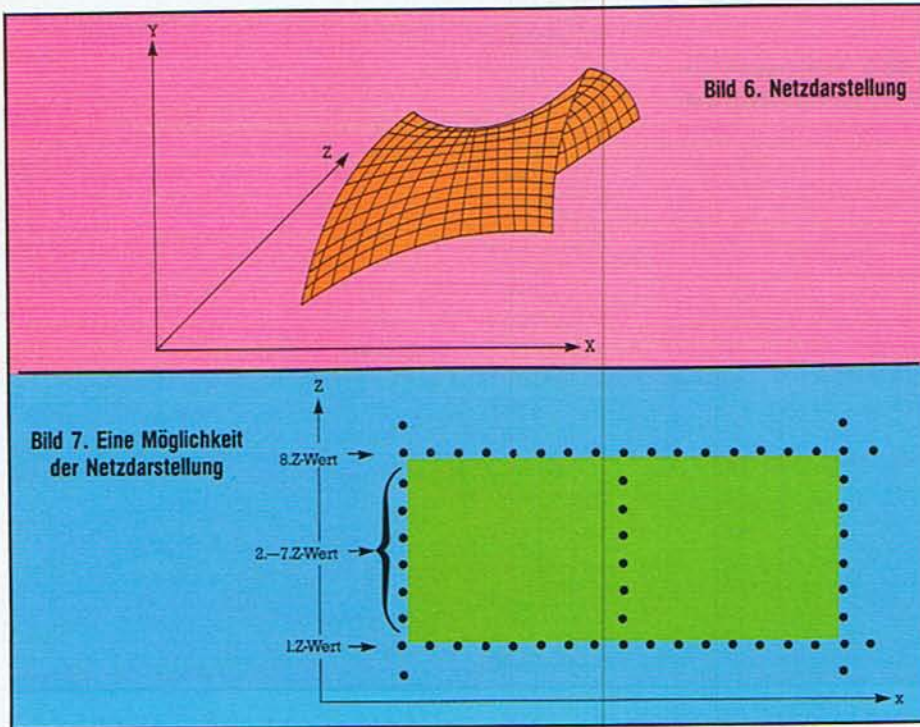 Y
Bild 6. Netzdarstellung
Z
X
Z
Bild 7. Eine Möglichkeit
der Netzdarstellung
8.Z-Wert
2.—7.Z-Wert
1.Z-Wert
x